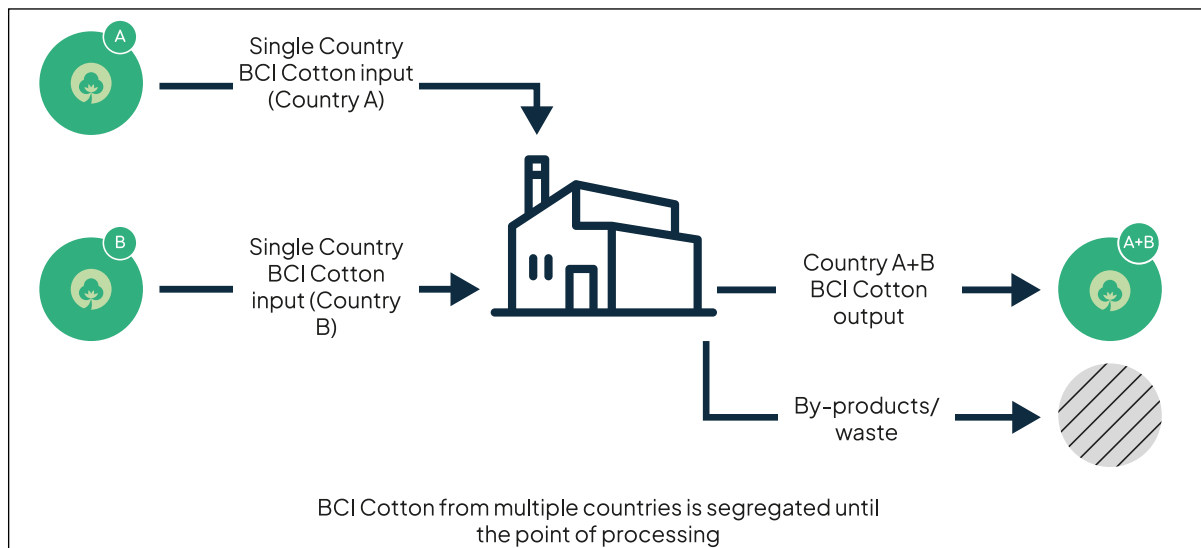 A
Single Country
BCI Cotton input
(Country A)
B
Single Country
BCI Cotton
input (Country
B)
Country A+B
BCI Cotton
output
A+B
By-products/
waste
BCI Cotton from multiple countries is segregated until
the point of processing